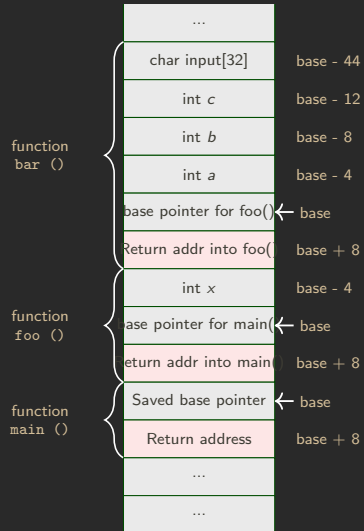 ...
char input[32]
base - 44
int c
base - 12
int b
base - 8
int a
base - 4
function
bar ()
base pointer for foo()
base
Return addr into foo()
base + 8
int x
base - 4
function
foo ()
base pointer for main()
base
Return addr into main()
base + 8
Saved base pointer
base
function
main ()
Return address
base + 8
...
...